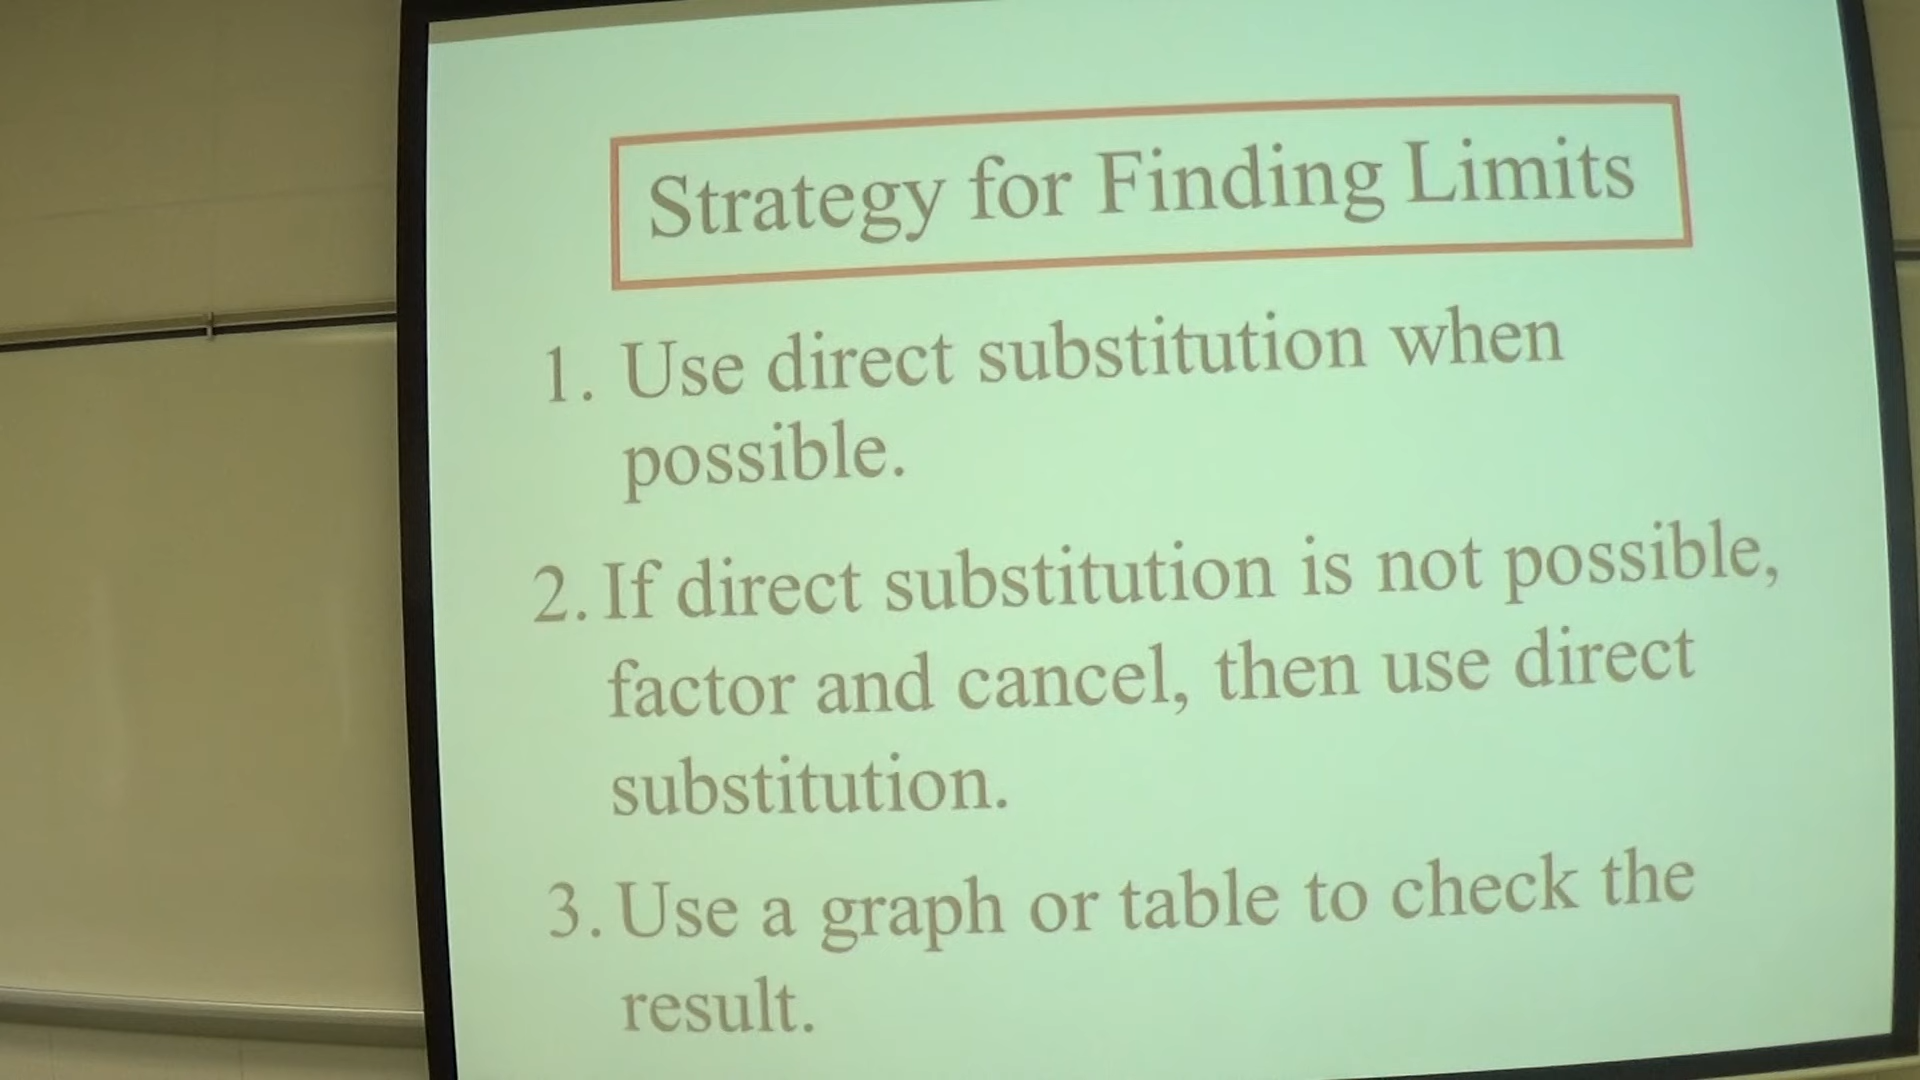 Strategy for Finding Limits
1. Use direct substitution when
possible.
2. If direct substitution is not possible,
factor and cancel, then use direct
substitution.
3. Use a graph or table to check the
result.